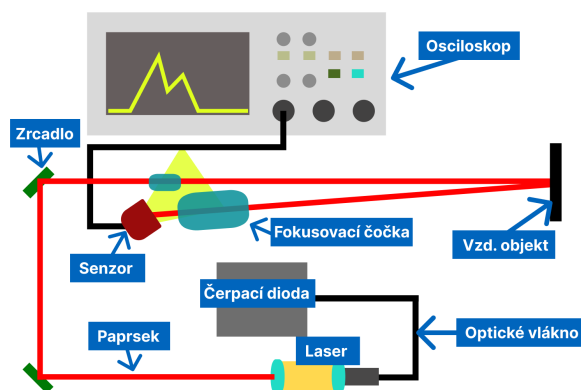 Osciloskop
Zrcadlo
Fokusovací čočka
Vzd. objekt
Senzor
Čerpací dioda
Paprsek
Laser
Optické vlákno